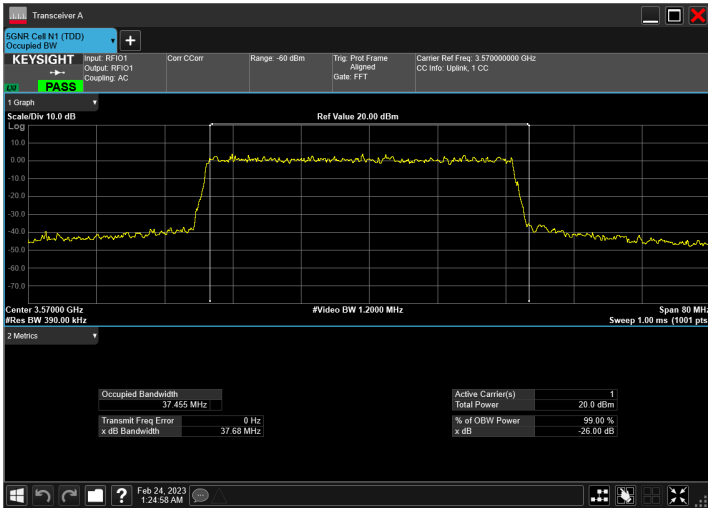 Transceiver A
5GNR Cell N1 (TDD)
Occupied BW
KEYSIGHT
Input: RFIO1
Output: RFIO1
Coupling: AC
Corr CCorr
Range: -60 dBm
Trig: Prot Frame
Aligned
Gate: FFT
Carrier Ref Freq: 3.570000000 GHz
CC Info: Uplink, 1 CC
LXI
PASS
1 Graph
Scale/Div 10.0 dB
Ref Value 20.00 dBm
Log
10.0
0.00
-10.0
-20.0
-30.0
-40.0
-50.0
-60.0
-70.0
Center 3.57000 GHz
#Video BW 1.2000 MHz
Span 80 MHz
#Res BW 390.00 kHz
Sweep 1.00 ms (1001 pts
2 Metrics
Occupied Bandwidth
37.455 MHz
Active Carrier(s) 1
Total Power 20.0 dBm
Transmit Freq Error 0 Hz
x dB Bandwidth 37.68 MHz
% of OBW Power 99.00 %
x dB -26.00 dB
Feb 24, 2023
1:24:58 AM